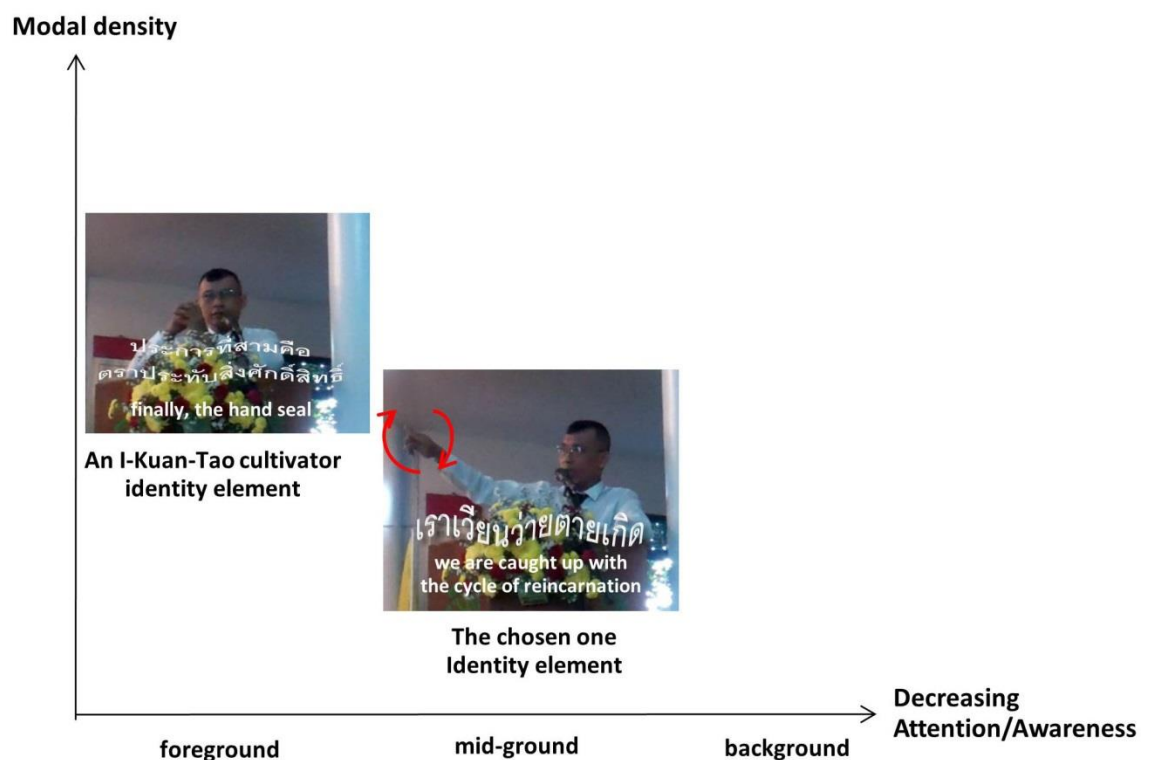 Modal density
ประการที่สามคือ
ตราประทับสิ่งศักดิ์สิทธิ์
finally, the hand seal
An I-Kuan-Tao cultivator
identity element
เราเวียนว่ายตายเกิด
we are caught up with
the cycle of reincarnation
The chosen one
Identity element
Decreasing
Attention/Awareness
foreground
mid-ground
background